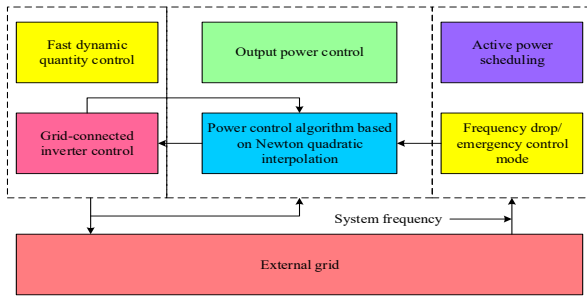 Fast dynamic
quantity control
Output power control
Active power
scheduling
Grid-connected
inverter control
Power control algorithm based
on Newton quadratic
interpolation
Frequency drop/
emergency control
mode
System frequency
External grid